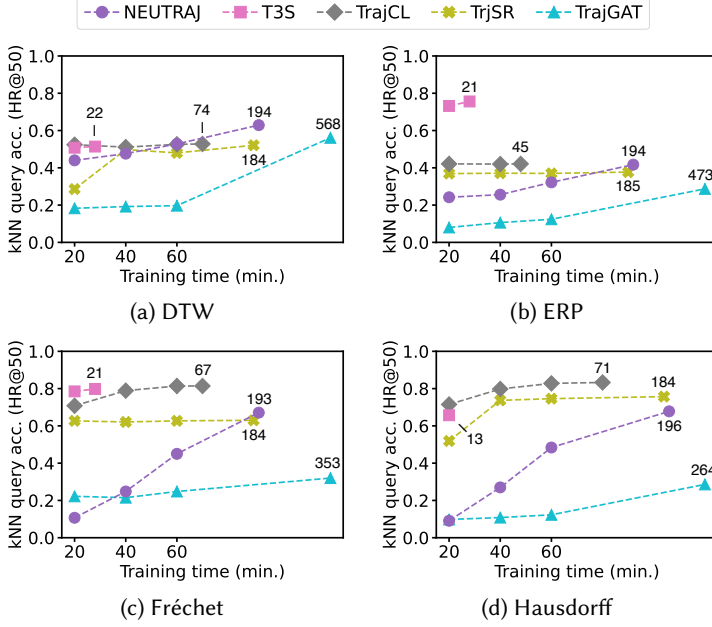 NEUTRAJ T3S TrajCL TrjSR TrajGAT
kNN query acc. (HR@50)
1.0
0.8
0.6
0.4
0.2
0.0
22
74
194
184
568
20 40 60
Training time (min.)
(a) DTW
kNN query acc. (HR@50)
1.0
0.8
0.6
0.4
0.2
0.0
21
45
194
185
473
20 40 60
Training time (min.)
(b) ERP
kNN query acc. (HR@50)
1.0
0.8
0.6
0.4
0.2
0.0
21
67
193
184
353
20 40 60
Training time (min.)
(c) Fréchet
kNN query acc. (HR@50)
1.0
0.8
0.6
0.4
0.2
0.0
71
184
13
196
264
20 40 60
Training time (min.)
(d) Hausdorff